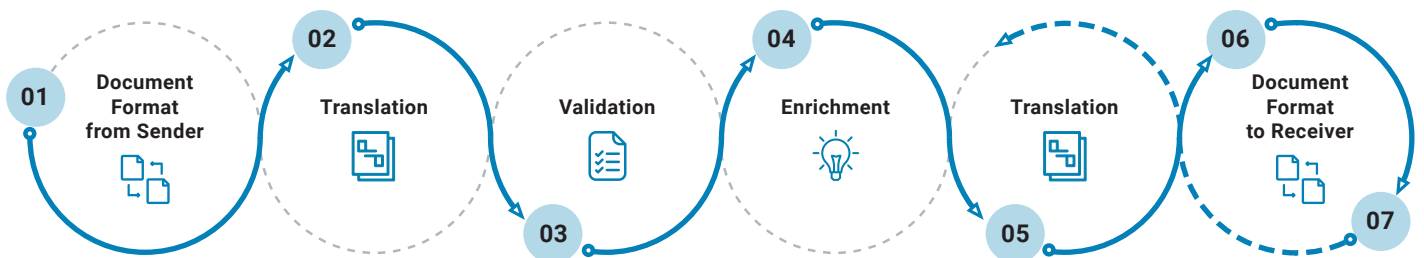 01
Document
Format
from Sender
02
Translation
03
Validation
04
Enrichment
05
Translation
06
Document
Format
to Receiver
07